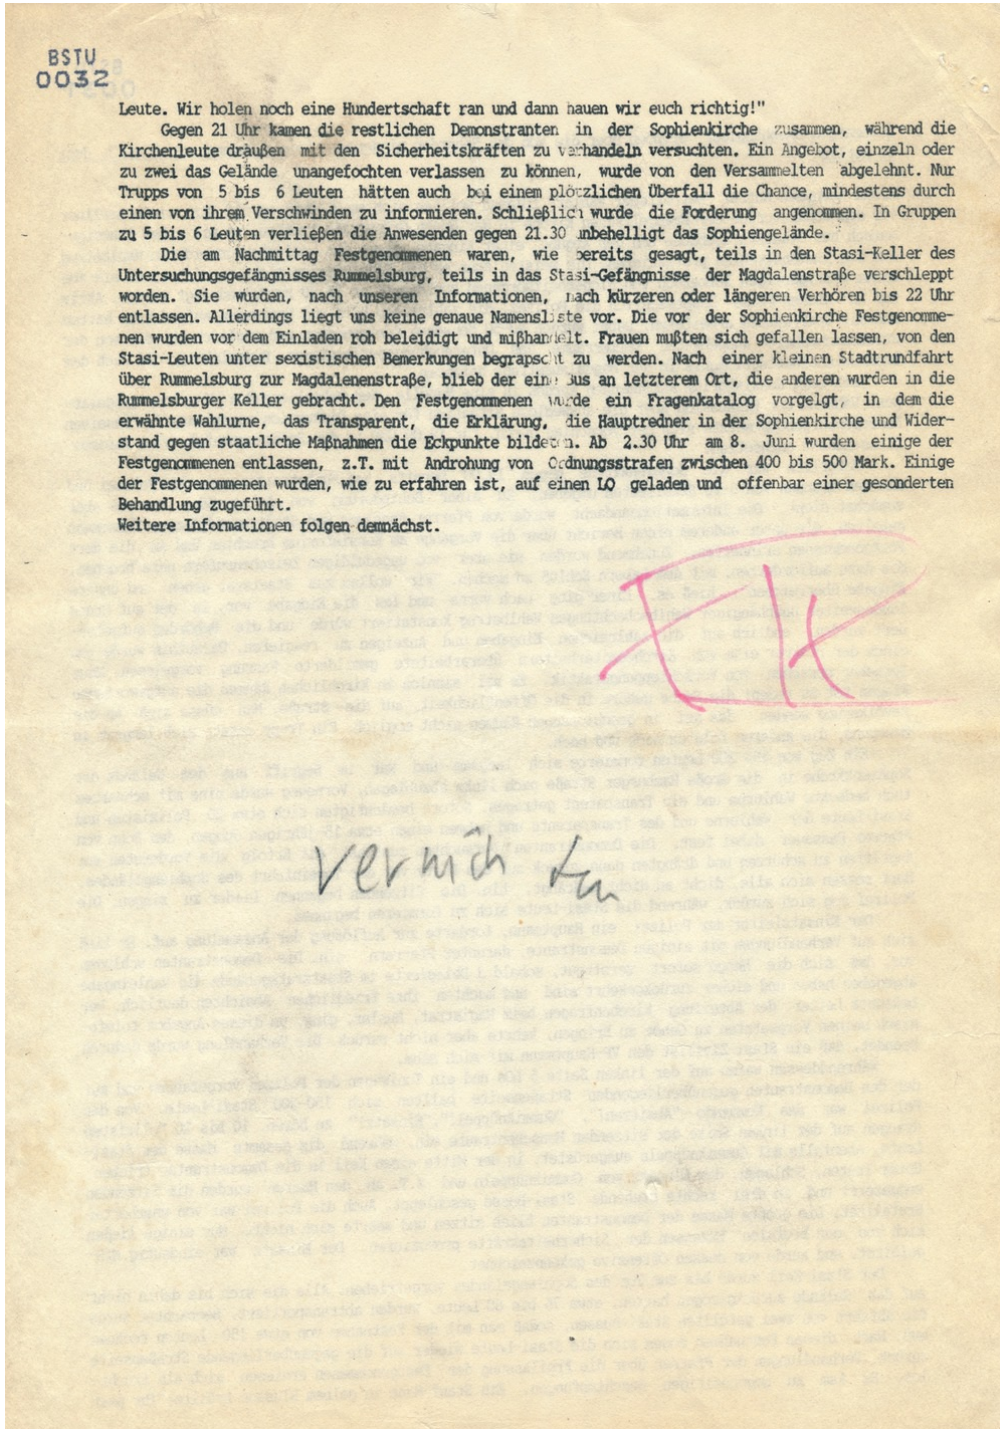 BSTU
0032
Leute. Wir holen noch eine Hundertschaft ran und dann hauen wir euch richtig!"
Gegen 21 Uhr kamen die restlichen Demonstranten in der Sophienkirche zusammen, während die
Kirchenleute draußen mit den Sicherheitskräften zu verhandeln versuchten. Ein Angebot, einzeln oder
zu zwei das Gelände unangefochten verlassen zu können, wurde von den Versammelten abgelehnt. Nur
Trupps von 5 bis 6 Leuten hätten auch bei einem plötzlichen Überfall die Chance, mindestens durch
einen von ihrem Verschwinden zu informieren. Schließlich wurde die Forderung angenommen. In Gruppen
zu 5 bis 6 Leuten verließen die Anwesenden gegen 21.30 unbehelligt das Sophiengelände.
Die am Nachmittag Festgenommenen waren, wie bereits gesagt, teils in den Stasi-Keller des
Untersuchungsgefängnisses Rummelsburg, teils in das Stasi-Gefängnisse der Magdalenstraße verschleppt
worden. Sie wurden, nach unseren Informationen, nach kürzeren oder längeren Verhören bis 22 Uhr
entlassen. Allerdings liegt uns keine genaue Namensliste vor. Die vor der Sophienkirche Festgenomme-
nen wurden vor dem Einladen roh beleidigt und mißhandelt. Frauen mußten sich gefallen lassen, von den
Stasi-Leuten unter sexistischen Bemerkungen begrapscht zu werden. Nach einer kleinen Stadtrundfahrt
über Rummelsburg zur Magdalenenstraße, blieb der eine Bus an letzterem Ort, die anderen wurden in die
Rummelsburger Keller gebracht. Den Festgenommenen wurde ein Fragenkatalog vorgelgt, in dem die
erwähnte Wahlurne, das Transparent, die Erklärung, die Hauptredner in der Sophienkirche und Wider-
stand gegen staatliche Maßnahmen die Eckpunkte bildeten. Ab 2.30 Uhr am 8. Juni wurden einige der
Festgenommenen entlassen, z.T. mit Androhung von Ordnungsstrafen zwischen 400 bis 500 Mark. Einige
der Festgenommenen wurden, wie zu erfahren ist, auf einen LO geladen und offenbar einer gesonderten
Behandlung zugeführt.
Weitere Informationen folgen demnächst.
vernichten